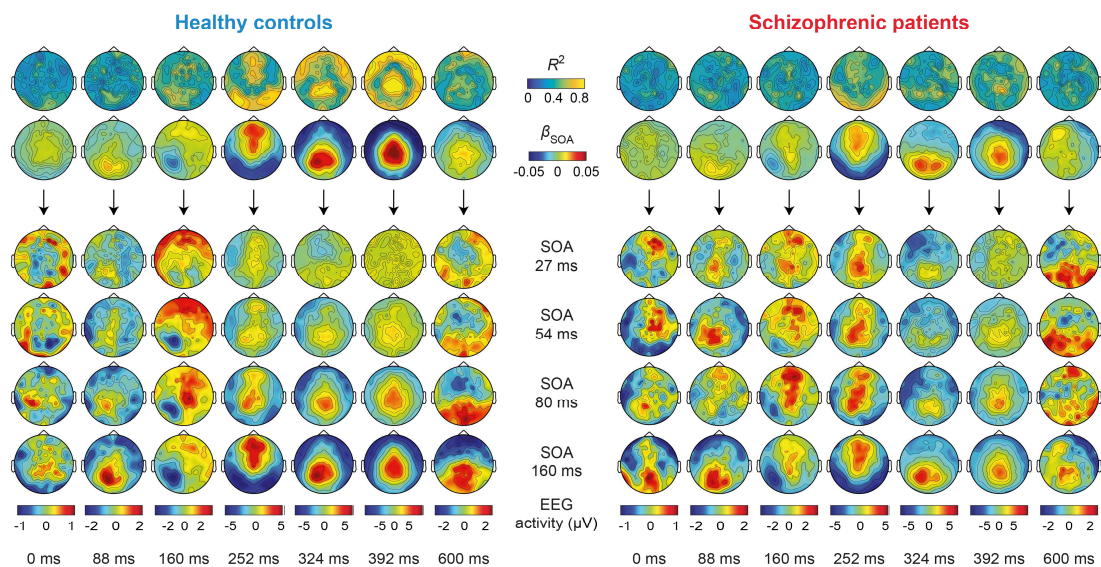 Healthy controls
Schizophrenic patients
R²
0 0.4 0.8
βSOA
-0.05 0 0.05
SOA
27 ms
SOA
54 ms
SOA
80 ms
SOA
160 ms
EEG
activity (µV)
-1 0 1
-2 0 2
-2 0 2
-5 0 5
-5 0 5
-5 0 5
-2 0 2
-1 0 1
-2 0 2
-2 0 2
-5 0 5
-5 0 5
-5 0 5
-2 0 2
0 ms 88 ms 160 ms 252 ms 324 ms 392 ms 600 ms
0 ms 88 ms 160 ms 252 ms 324 ms 392 ms 600 ms